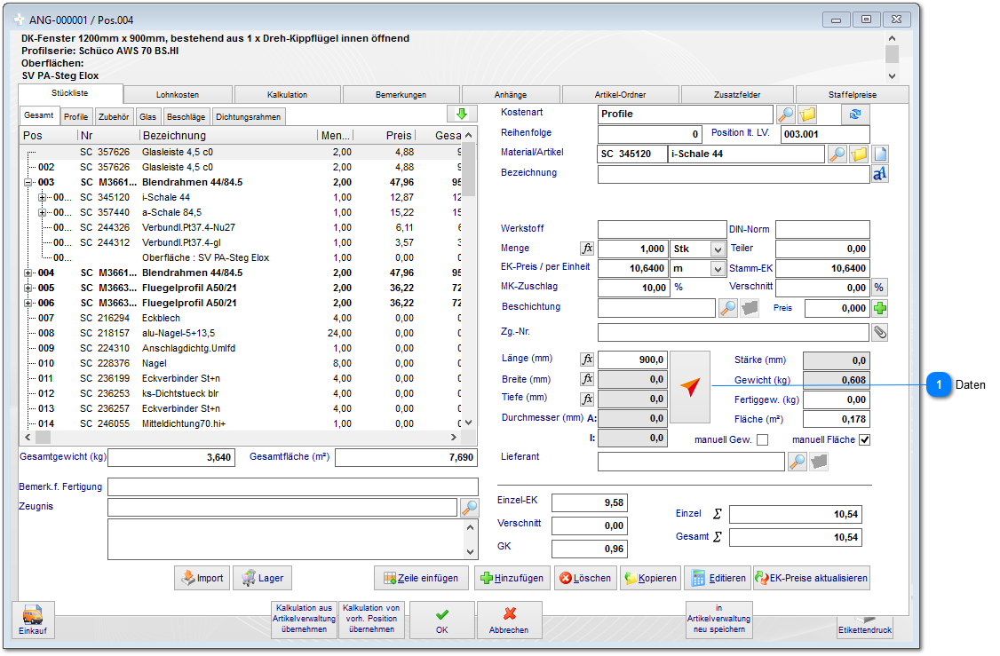 ANG-000001 / Pos.004
DK-Fenster 1200mm x 900mm, bestehend aus 1 x Dreh-Kippflügel innen öffnend
Profilserie: Schüco AWS 70 BS.HI
Oberflächen:
SV PA-Steg Elox
Stückliste Lohnkosten Kalkulation Bemerkungen Anhänge Artikel-Ordner Zusatzfelder Staffelpreise
Gesamt Profile Zubehör Glas Beschläge Dichtungsrahmen
Pos Nr Bezeichnung Men... Preis Gesa
SC 357626 Glasleiste 4,5 c0 2,00 4,88 9
002 SC 357626 Glasleiste 4,5 c0 2,00 4,88 9
003 SC M3661... Blendrahmen 44/84.5 2,00 47,96 95
00... SC 345120 i-Schale 44 1,00 12,87 12
00... SC 357440 a-Schale 84,5 1,00 15,22 15
00... SC 244326 Verbundl.Pt37.4-Nu27 1,00 6,11 6
00... SC 244312 Verbundl.Pt37.4-gl 1,00 3,57 3
00... Oberfläche : SV PA-Steg Elox 1,00 0,00 0
004 SC M3661... Blendrahmen 44/84.5 2,00 47,96 95
005 SC M3663... Fluegelprofil A50/21 2,00 36,22 72
006 SC M3663... Fluegelprofil A50/21 2,00 36,22 72
007 SC 216294 Eckblech 4,00 0,00 0
008 SC 218157 alu-Nagel-5+13,5 24,00 0,00 0
009 SC 224310 Anschlagdichtg.Umlfd 1,00 0,00 0
010 SC 228376 Nagel 8,00 0,00 0
011 SC 236199 Eckverbinder St+n 4,00 0,00 0
012 SC 236253 ks-Dichtstueck blr 4,00 0,00 0
013 SC 236257 Eckverbinder St+n 4,00 0,00 0
014 SC 246055 Mitteldichtung70.hi+ 1,00 0,00 0
Gesamtgewicht (kg) 3,640 Gesamtfläche (m²) 7,690
Bemerk.f. Fertigung
Zeugnis
Kostenart Profile
Reihenfolge 0 Position lt. LV. 003.001
Material/Artikel SC 345120 i-Schale 44
Bezeichnung
Werkstoff DIN-Norm
Menge fx 1,000 Stk Teiler 0,00
EK-Preis / per Einheit 10,6400 m Stamm-EK 10,6400
MK-Zuschlag 10,00 % Verschnitt 0,00 %
Beschichtung Preis 0,000
Zg.-Nr.
Länge (mm) fx 900,0 Stärke (mm) 0,0
Breite (mm) fx 0,0 Gewicht (kg) 0,608
Tiefe (mm) fx 0,0 Fertiggew. (kg) 0,00
Durchmesser (mm) A: 0,0 Fläche (m²) 0,178
I: 0,0 manuell Gew. manuell Fläche
Lieferant
Einzel-EK 9,58
Verschnitt 0,00
GK 0,96
Einzel Σ 10,54
Gesamt Σ 10,54
1 Daten
Import Lager Zeile einfügen Hinzufügen Löschen Kopieren Editieren EK-Preise aktualisieren
Einkauf
Kalkulation aus
Artikelverwaltung
übernehmen
Kalkulation von
vorh. Position
übernehmen
OK
Abbrechen
in
Artikelverwaltung
neu speichern
Etikettendruck